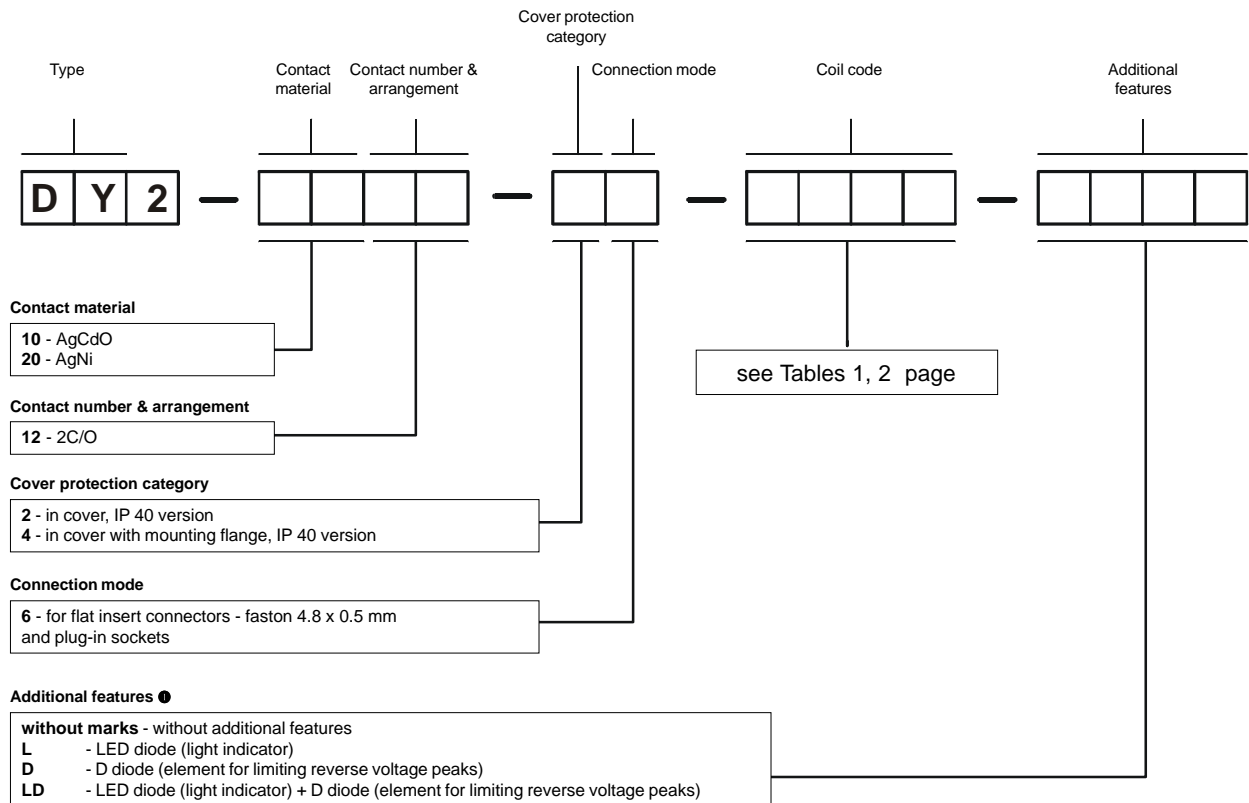 Cover protection
category
Type
Contact
material
Contact number &
arrangement
Connection mode
Coil code
Additional
features
D Y 2 – – – –
Contact material
10 - AgCdO
20 - AgNi
see Tables 1, 2 page
Contact number & arrangement
12 - 2C/O
Cover protection category
2 - in cover, IP 40 version
4 - in cover with mounting flange, IP 40 version
Connection mode
6 - for flat insert connectors - faston 4.8 x 0.5 mm
and plug-in sockets
Additional features ❶
without marks - without additional features
L - LED diode (light indicator)
D - D diode (element for limiting reverse voltage peaks)
LD - LED diode (light indicator) + D diode (element for limiting reverse voltage peaks)